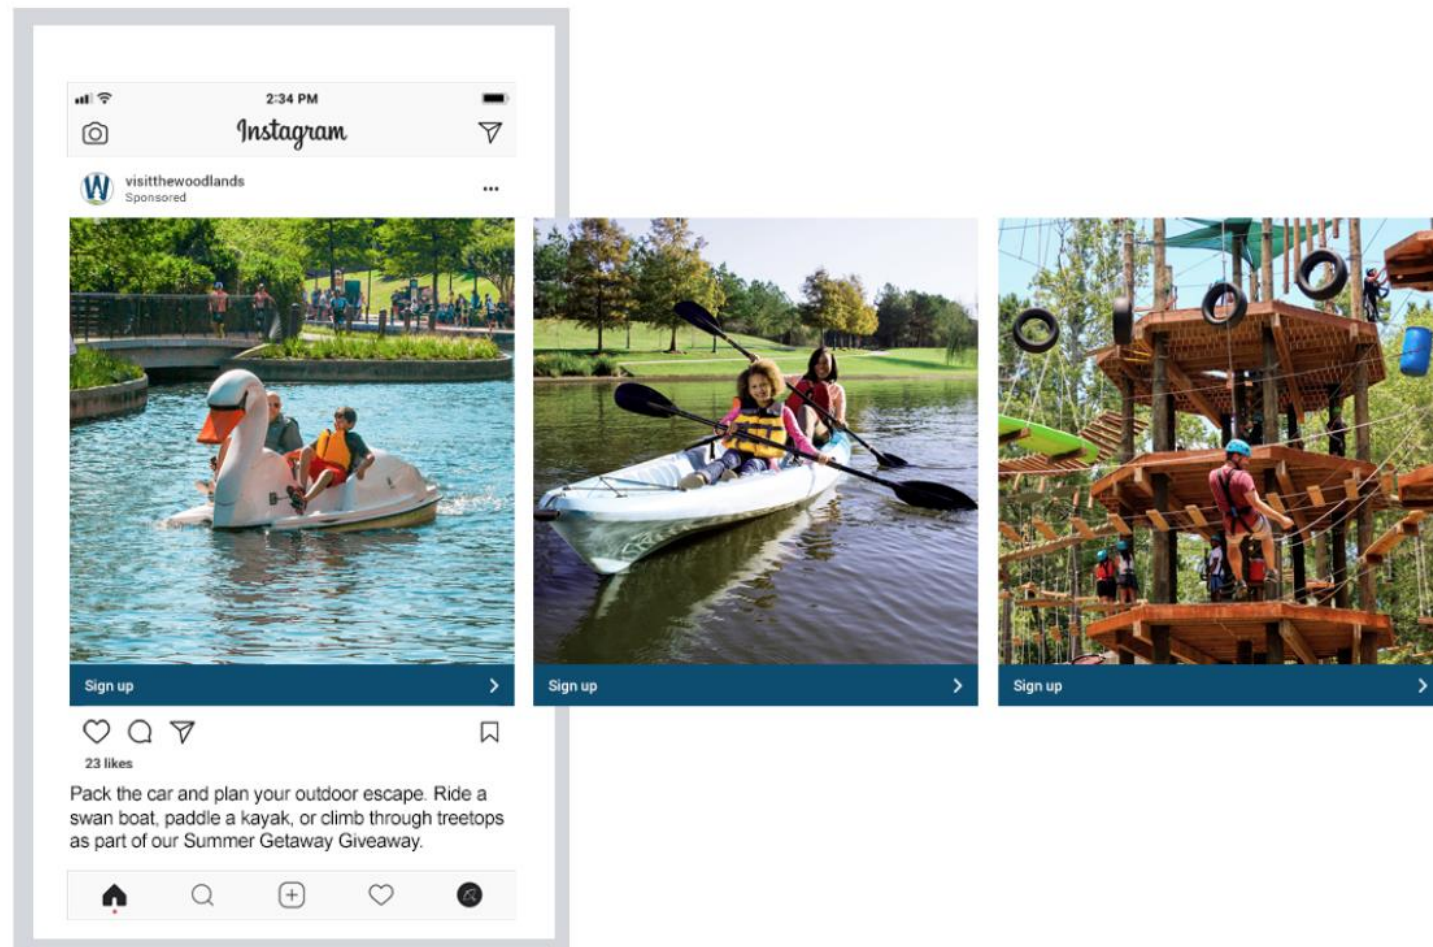 2:34 PM
Instagram
W
visitthewoodlands
Sponsored
Sign up
Sign up
Sign up
23 likes
Pack the car and plan your outdoor escape. Ride a
swan boat, paddle a kayak, or climb through treetops
as part of our Summer Getaway Giveaway.